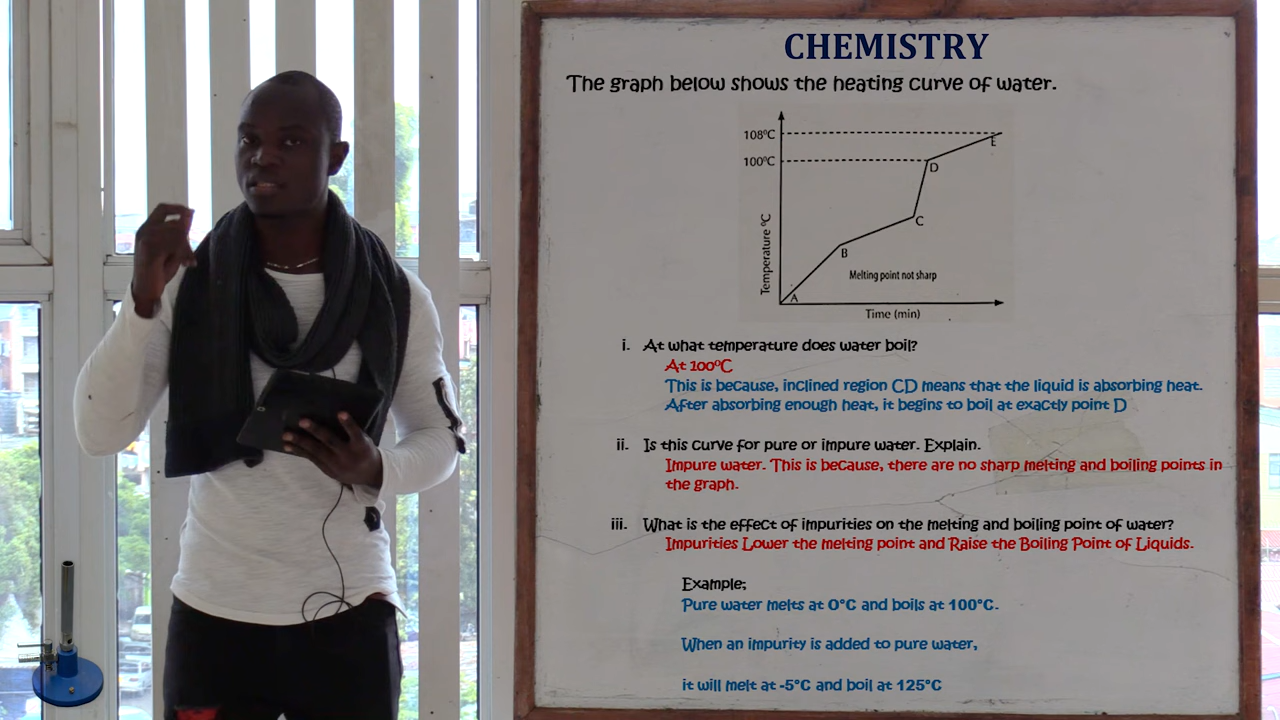 CHEMISTRY
The graph below shows the heating curve of water.
108°C
100°C
E
D
C
B
A
Melting point not sharp
Temperature °C
Time (min)
i. At what temperature does water boil?
At 100°C
This is because, inclined region CD means that the liquid is absorbing heat.
After absorbing enough heat, it begins to boil at exactly point D
ii. Is this curve for pure or impure water. Explain.
Impure water. This is because, there are no sharp melting and boiling points in
the graph.
iii. What is the effect of impurities on the melting and boiling point of water?
Impurities Lower the melting point and Raise the Boiling Point of Liquids.
Example;
Pure water melts at 0°C and boils at 100°C.
When an impurity is added to pure water,
it will melt at -5°C and boil at 125°C